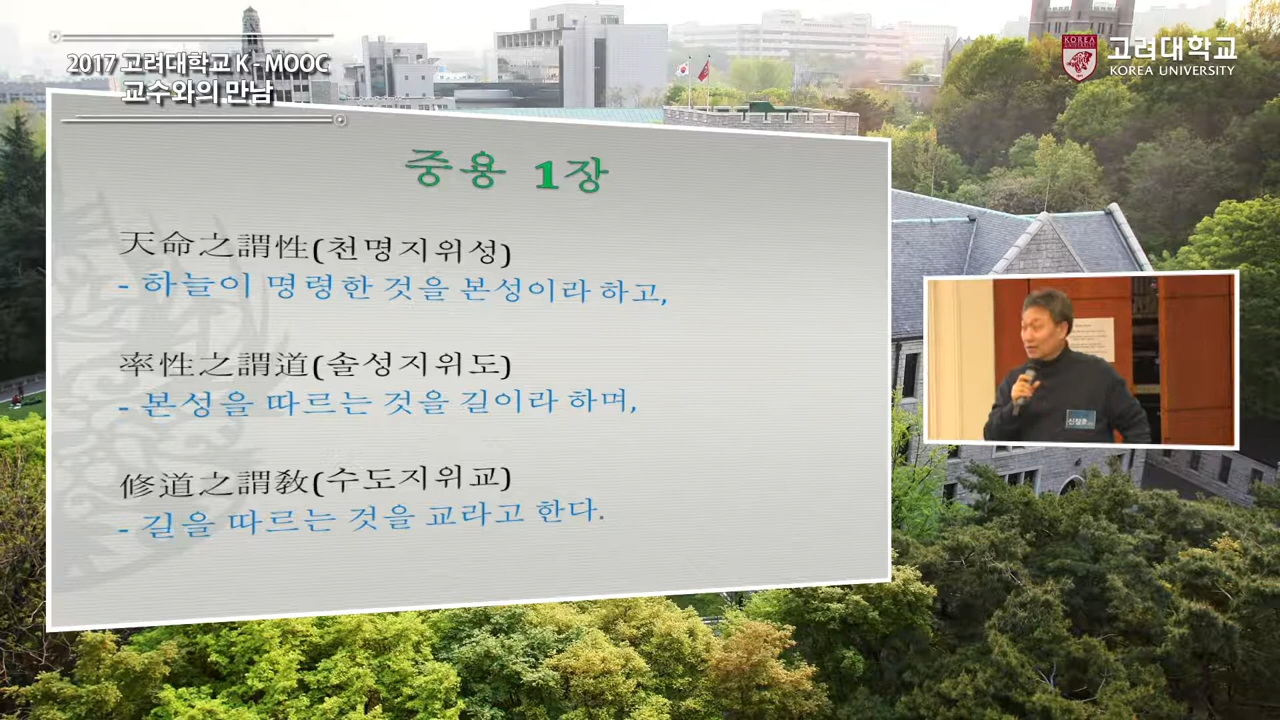 2017 고려대학교 K - MOOC
교수와의 만남
KOREA
UNIVERSITY
고려대학교
KOREA UNIVERSITY
중용 1장
天命之謂性(천명지위성)
- 하늘이 명령한 것을 본성이라 하고,
率性之謂道(솔성지위도)
- 본성을 따르는 것을 길이라 하며,
修道之謂敎(수도지위교)
- 길을 따르는 것을 교라고 한다.